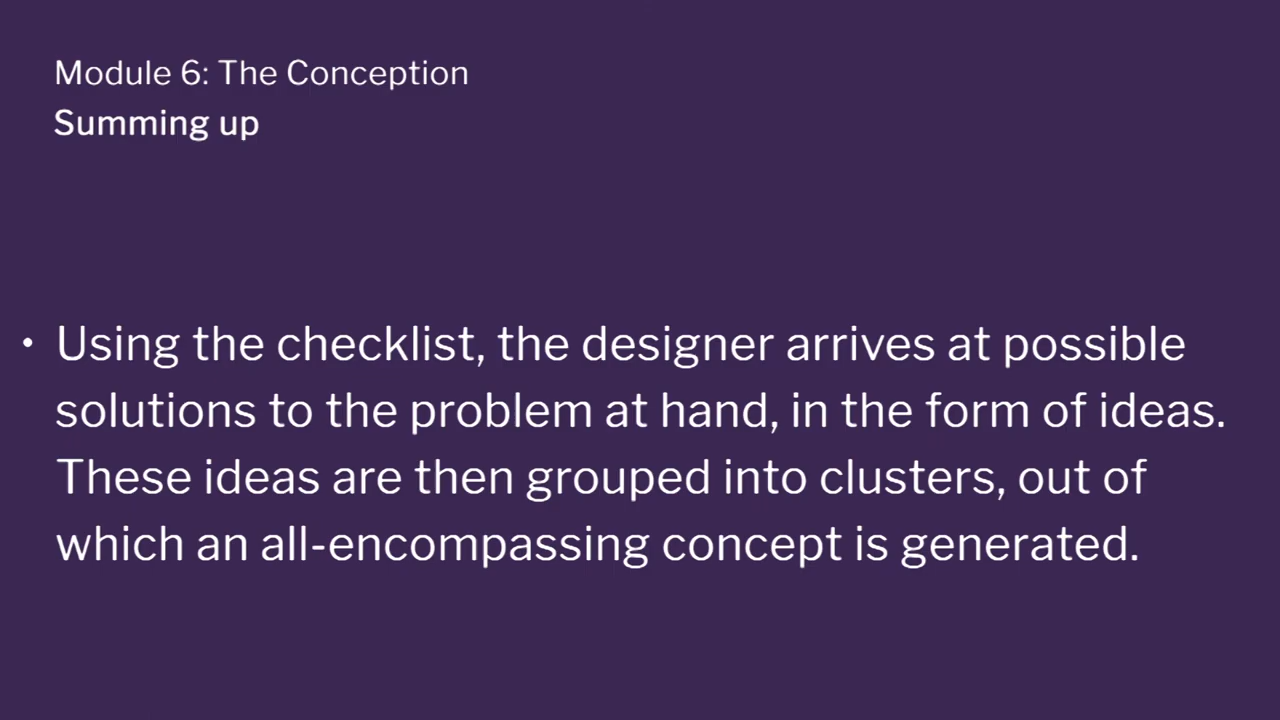 Module 6: The Conception
Summing up
• Using the checklist, the designer arrives at possible
solutions to the problem at hand, in the form of ideas.
These ideas are then grouped into clusters, out of
which an all-encompassing concept is generated.